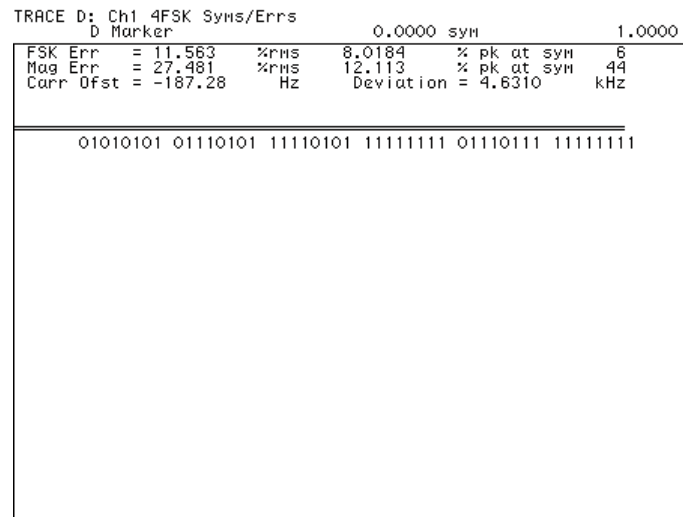 TRACE D: Ch1 4FSK Syms/Errs
D Marker 0.0000 sym 1.0000
FSK Err = 11.563 %rms 8.0184 % pk at sym 6
Mag Err = 27.481 %rms 12.113 % pk at sym 44
Carr Ofst = -187.28 Hz Deviation = 4.6310 kHz
01010101 01110101 11110101 11111111 01110111 11111111